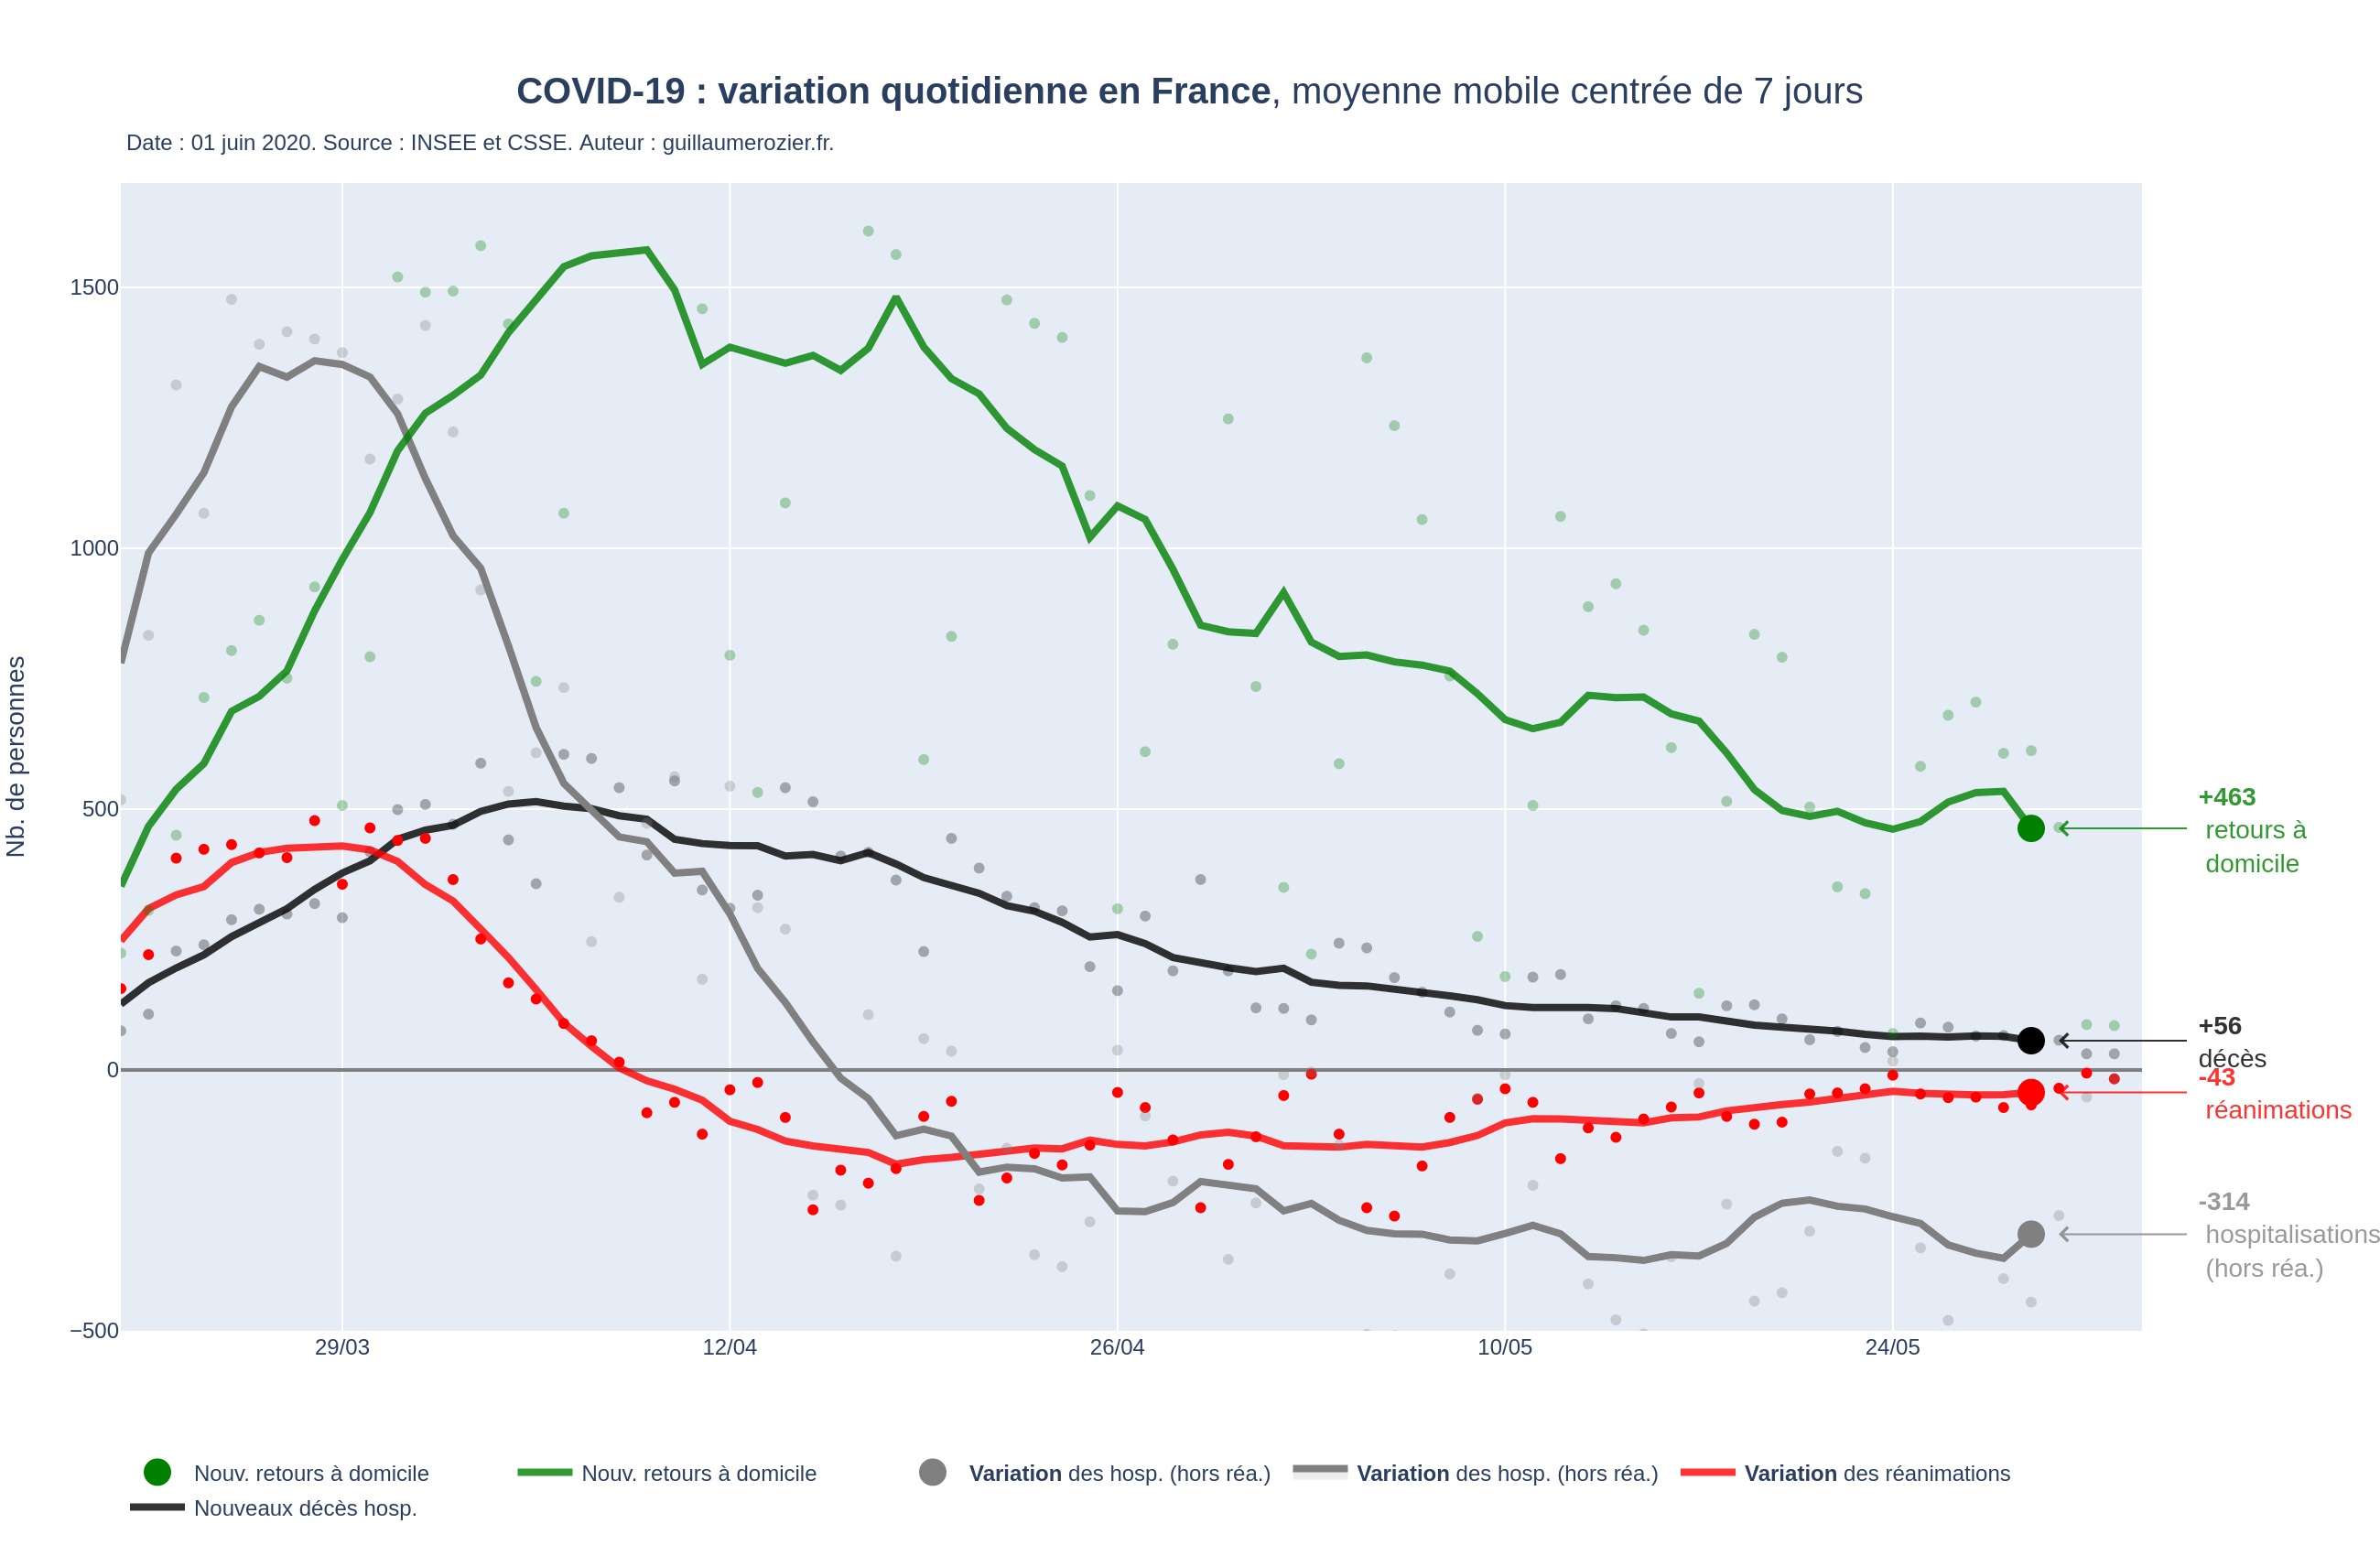 COVID-19 : variation quotidienne en France, moyenne mobile centrée de 7 jours
Date : 01 juin 2020. Source : INSEE et CSSE. Auteur : guillaumerozier.fr.
Nb. de personnes
1500
1000
500
0
−500
29/03
12/04
26/04
10/05
24/05
+463
retours à
domicile
+56
décès
-43
réanimations
-314
hospitalisations
(hors réa.)
Nouv. retours à domicile
Nouv. retours à domicile
Variation des hosp. (hors réa.)
Variation des hosp. (hors réa.)
Variation des réanimations
Nouveaux décès hosp.